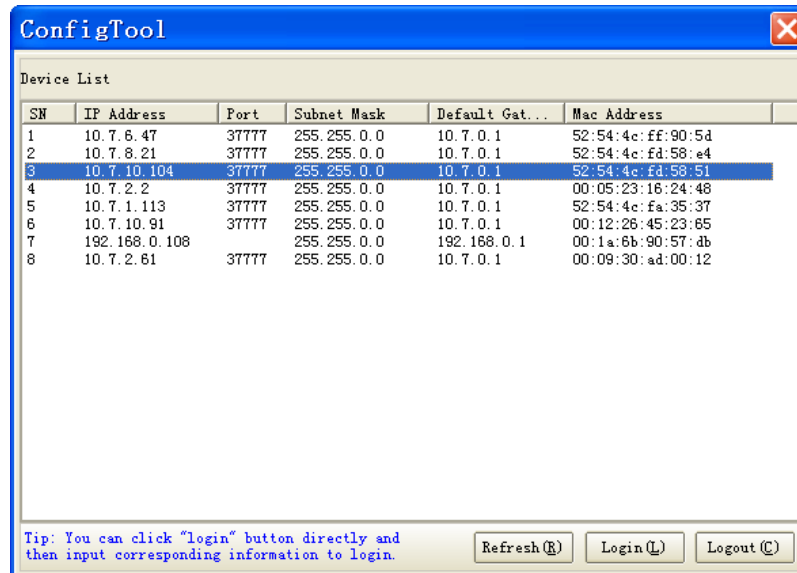 ConfigTool
Device List
SN IP Address Port Subnet Mask Default Gat... Mac Address
1 10.7.6.47 37777 255.255.0.0 10.7.0.1 52:54:4c:ff:90:5d
2 10.7.8.21 37777 255.255.0.0 10.7.0.1 52:54:4c:fd:58:e4
3 10.7.10.104 37777 255.255.0.0 10.7.0.1 52:54:4c:fd:58:51
4 10.7.2.2 37777 255.255.0.0 10.7.0.1 00:05:23:16:24:48
5 10.7.1.113 37777 255.255.0.0 10.7.0.1 52:54:4c:fa:35:37
6 10.7.10.91 37777 255.255.0.0 10.7.0.1 00:12:26:45:23:65
7 192.168.0.108 255.255.0.0 192.168.0.1 00:1a:6b:90:57:db
8 10.7.2.61 37777 255.255.0.0 10.7.0.1 00:09:30:ad:00:12
Tip: You can click "login" button directly and
then input corresponding information to login.
Refresh(R) Login(L) Logout(C)